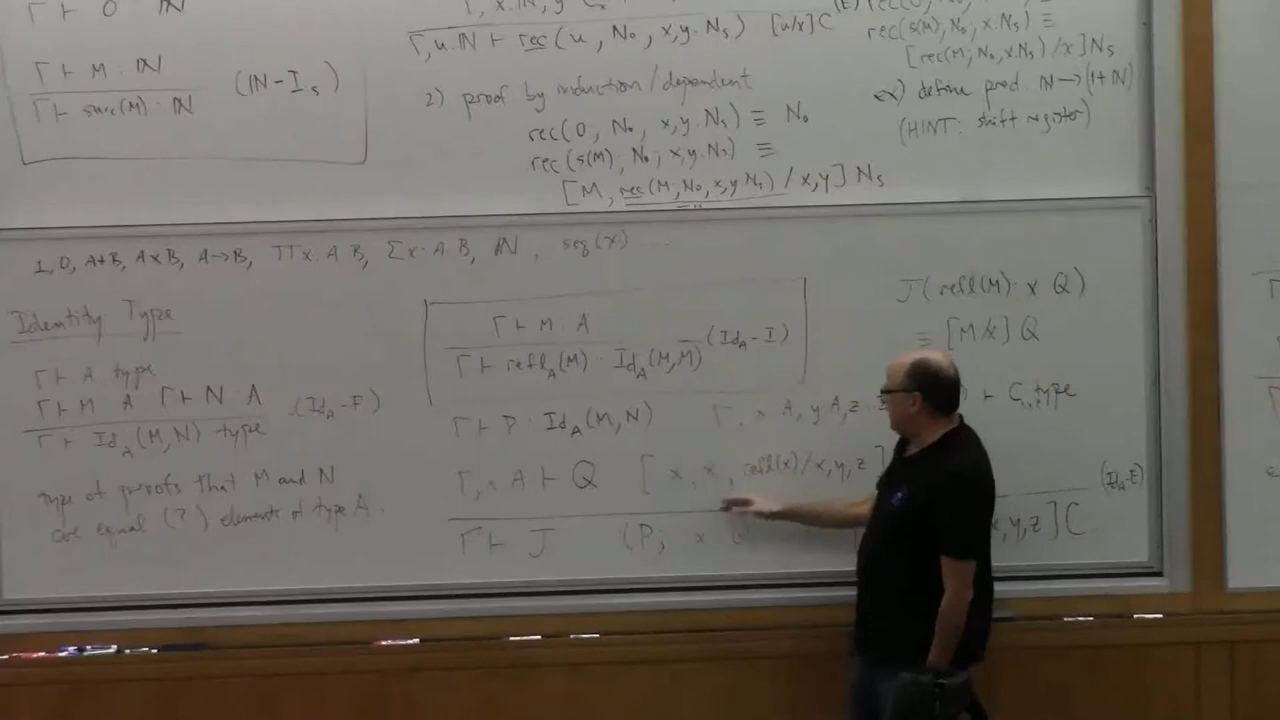 Γ ⊢ 0 : ℕ
Γ ⊢ M : ℕ
Γ ⊢ succ(M) : ℕ (ℕ-I_s)
Γ, u:ℕ ⊢ rec(u, N₀, x,y.N_s) [u/x]C
2) proof by induction/dependent
rec(0, N₀, x,y.N_s) ≡ N₀
rec(s(M); N₀; x,y.N_s) ≡
[M, rec(M,N₀,x,y.N_s) / x,y] N_s
rec(s(M); N₀, x.N_s) ≡
[rec(M; N₀, x.N_s)/x] N_s
ex) define pred. ℕ → (1+ℕ)
(HINT: shift register)
1, 0, A+B, A×B, A→B, Πx:A.B, Σx:A.B, ℕ, seq(x) ...
Identity Type
Γ ⊢ A type
Γ ⊢ M : A Γ ⊢ N : A
Γ ⊢ Id_A(M,N) type (Id_A-F)
type of proofs that M and N
are equal (?) elements of type A.
Γ ⊢ M : A
Γ ⊢ refl_A(M) : Id_A(M,M) (Id_A-I)
Γ ⊢ P : Id_A(M,N) Γ, x:A, y:A, z: ⊢ C type
Γ, x:A ⊢ Q [x, x, refl(x)/x,y,z]
Γ ⊢ J (P; x ,y,z]C (Id_A-E)
J(refl(M); x.Q)
≡ [M/x] Q